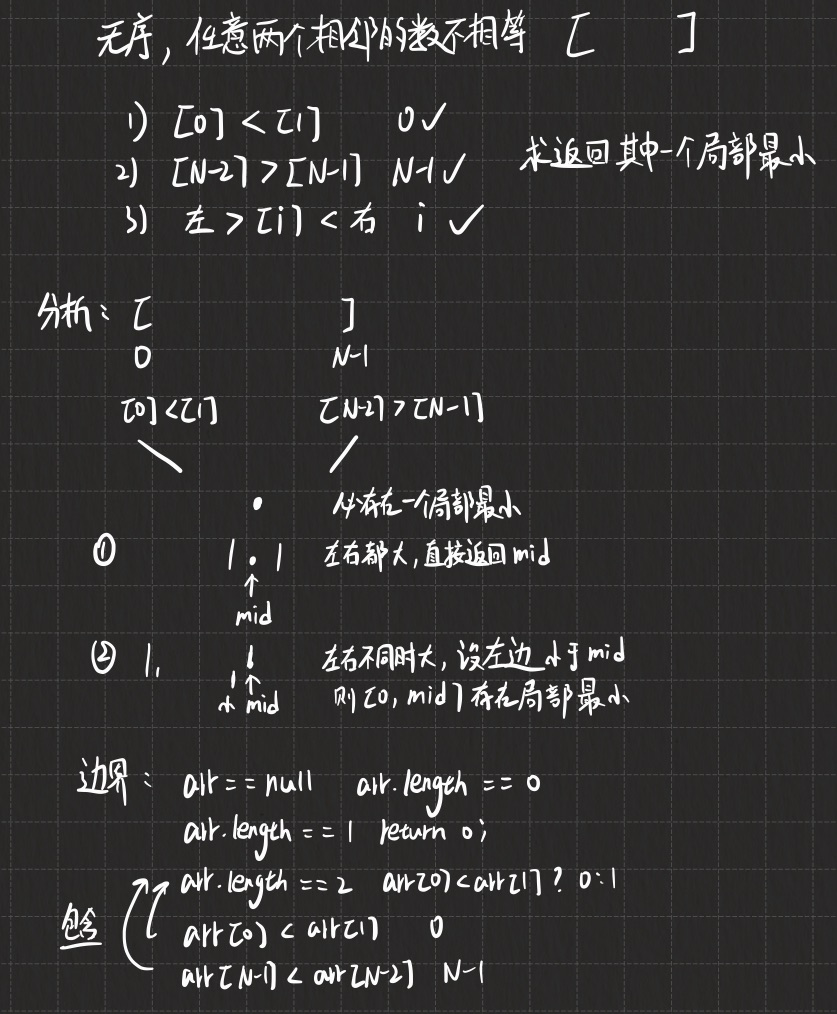 无序，任意两个相邻的数不相等 [ ]
1) [0] < [1] 0✓
2) [N-2] > [N-1] N-1✓
求返回其中一个局部最小
3) 左 > [i] < 右 i ✓
分析： [ ]
0 N-1
[0]<[1] [N-2] > [N-1]
必存在一个局部最小
① 左右都大，直接返回 mid
mid
② 左右不同时大，设左边小于 mid
小 mid 则 [0, mid] 存在局部最小
边界： arr == null arr.length == 0
arr.length == 1 return 0;
arr.length == 2 arr[0] < arr[1] ? 0:1
包含 arr[0] < arr[1] 0
arr[N-1] < arr[N-2] N-1